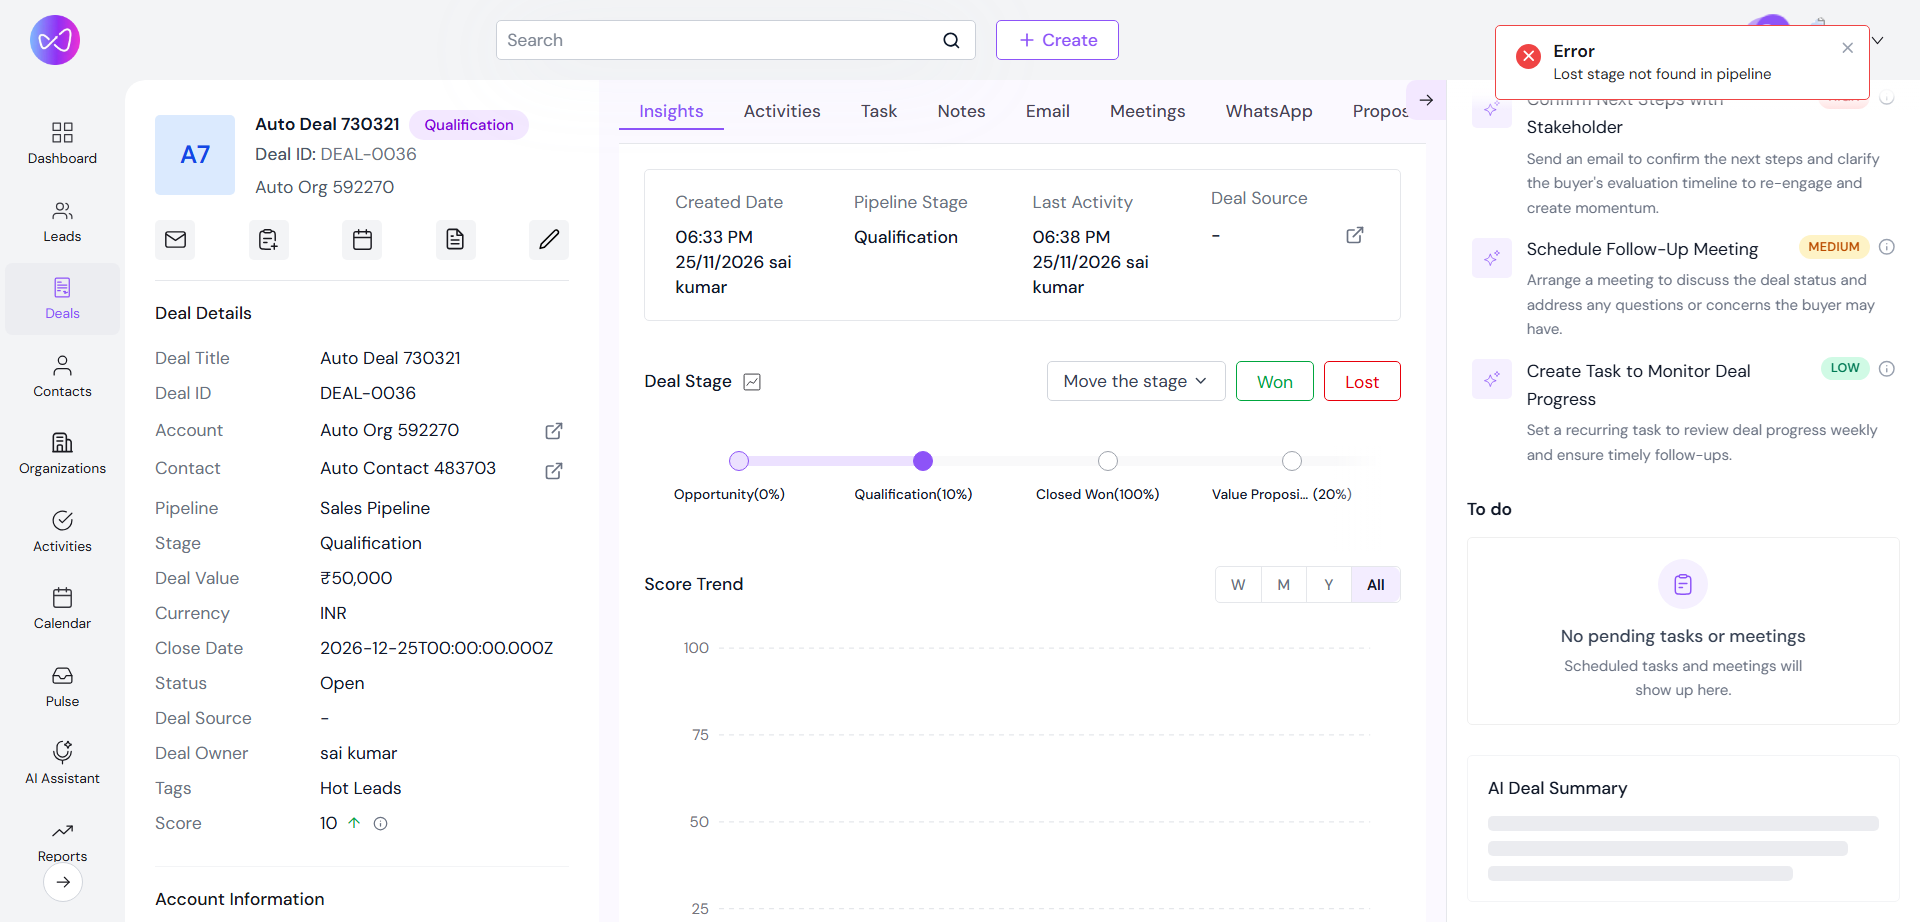 Search
+ Create
Error
Lost stage not found in pipeline
Dashboard
Leads
Deals
Contacts
Organizations
Activities
Calendar
Pulse
AI Assistant
Reports
A7
Auto Deal 730321
Qualification
Deal ID: DEAL-0036
Auto Org 592270
Deal Details
Deal Title Auto Deal 730321
Deal ID DEAL-0036
Account Auto Org 592270
Contact Auto Contact 483703
Pipeline Sales Pipeline
Stage Qualification
Deal Value ₹50,000
Currency INR
Close Date 2026-12-25T00:00:00.000Z
Status Open
Deal Source -
Deal Owner sai kumar
Tags Hot Leads
Score 10
Account Information
Insights Activities Task Notes Email Meetings WhatsApp Propos
Created Date
06:33 PM
25/11/2026 sai
kumar
Pipeline Stage
Qualification
Last Activity
06:38 PM
25/11/2026 sai
kumar
Deal Source
-
Deal Stage
Move the stage
Won
Lost
Opportunity(0%)
Qualification(10%)
Closed Won(100%)
Value Proposi... (20%)
Score Trend
W M Y All
100
75
50
25
Confirm Next Steps with
Stakeholder
Send an email to confirm the next steps and clarify
the buyer's evaluation timeline to re-engage and
create momentum.
Schedule Follow-Up Meeting
MEDIUM
Arrange a meeting to discuss the deal status and
address any questions or concerns the buyer may
have.
Create Task to Monitor Deal
Progress
LOW
Set a recurring task to review deal progress weekly
and ensure timely follow-ups.
To do
No pending tasks or meetings
Scheduled tasks and meetings will
show up here.
AI Deal Summary